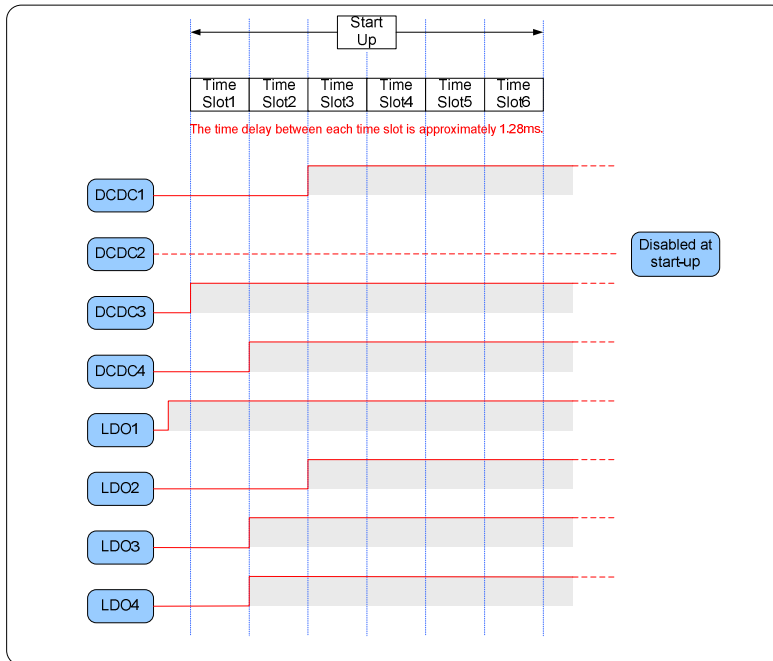 Start
Up
Time
Slot1
Time
Slot2
Time
Slot3
Time
Slot4
Time
Slot5
Time
Slot6
The time delay between each time slot is approximately 1.28ms.
DCDC1
DCDC2
Disabled at
start-up
DCDC3
DCDC4
LDO1
LDO2
LDO3
LDO4